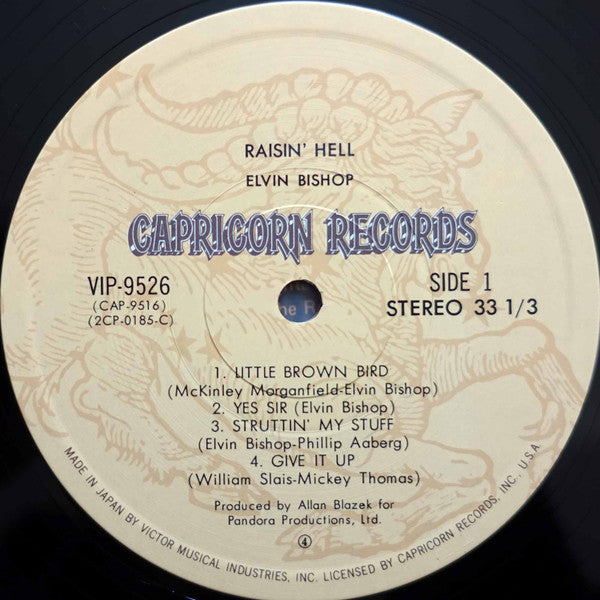 RAISIN' HELL
ELVIN BISHOP
CAPRICORN RECORDS
VIP-9526
(CAP-9516)
(2CP-0185-C)
SIDE 1
STEREO 33 1/3
1. LITTLE BROWN BIRD
(McKinley Morganfield-Elvin Bishop)
2. YES SIR (Elvin Bishop)
3. STRUTTIN' MY STUFF
(Elvin Bishop-Phillip Aaberg)
4. GIVE IT UP
(William Slais-Mickey Thomas)
Produced by Allan Blazek for
Pandora Productions, Ltd.
④
MADE IN JAPAN BY VICTOR MUSICAL INDUSTRIES, INC. LICENSED BY CAPRICORN RECORDS, INC., U.S.A.